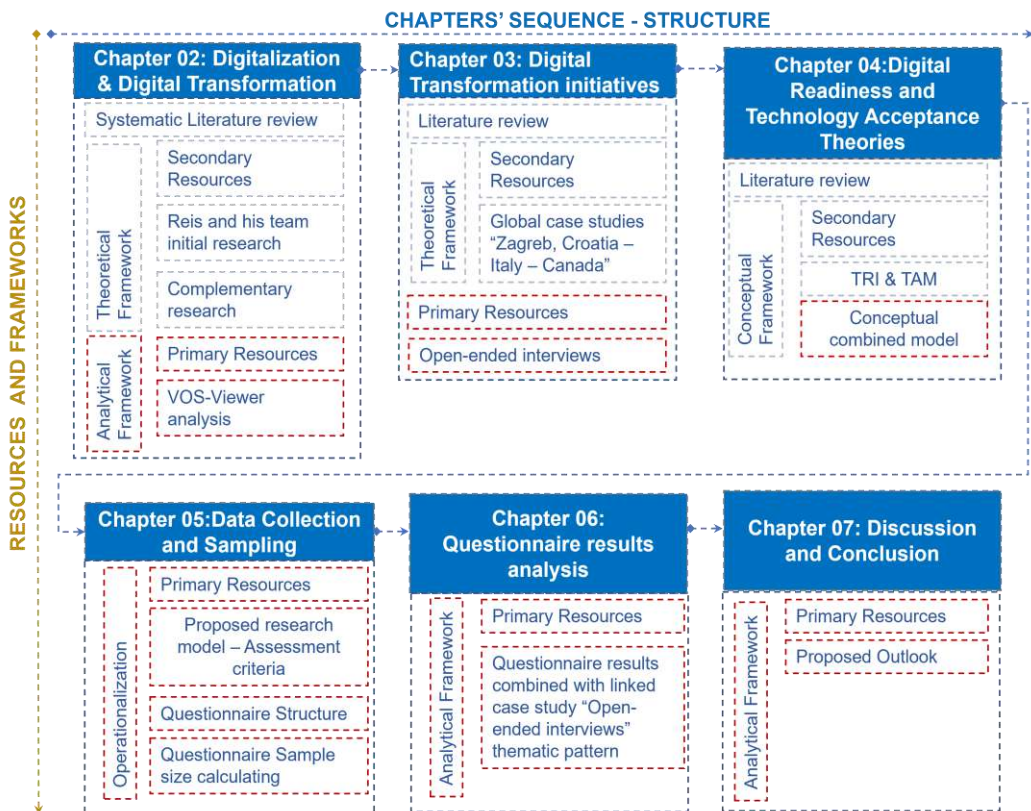 CHAPTERS' SEQUENCE - STRUCTURE
RESOURCES AND FRAMEWORKS
Chapter 02: Digitalization
& Digital Transformation
Systematic Literature review
Theoretical
Framework
Secondary
Resources
Reis and his team
initial research
Complementary
research
Analytical
Framework
Primary Resources
VOS-Viewer
analysis
Chapter 03: Digital
Transformation initiatives
Literature review
Theoretical
Framework
Secondary
Resources
Global case studies
“Zagreb, Croatia –
Italy – Canada”
Primary Resources
Open-ended interviews
Chapter 04:Digital
Readiness and
Technology Acceptance
Theories
Literature review
Conceptual
Framework
Secondary
Resources
TRI & TAM
Conceptual
combined model
Chapter 05:Data Collection
and Sampling
Operationalization
Primary Resources
Proposed research
model – Assessment
criteria
Questionnaire Structure
Questionnaire Sample
size calculating
Chapter 06:
Questionnaire results
analysis
Analytical Framework
Primary Resources
Questionnaire results
combined with linked
case study “Open-
ended interviews”
thematic pattern
Chapter 07: Discussion
and Conclusion
Analytical Framework
Primary Resources
Proposed Outlook